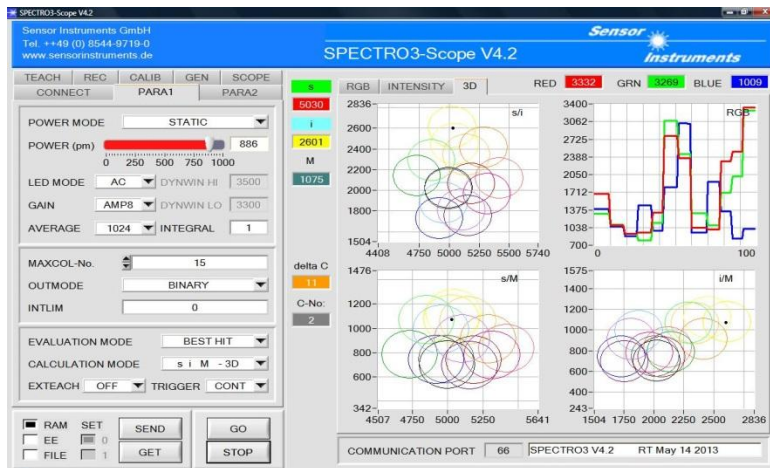 SPECTRO3-Scope V4.2
Sensor Instruments GmbH
Tel. ++49 (0) 8544-9719-0
www.sensorinstruments.de
SPECTRO3-Scope V4.2
Sensor Instruments
TEACH REC CALIB GEN SCOPE
CONNECT PARA1 PARA2
POWER MODE STATIC
POWER (pm) 886
0 250 500 750 1000
LED MODE AC DYNWIN HI 3500
GAIN AMP8 DYNWIN LO 3300
AVERAGE 1024 INTEGRAL 1
MAXCOL-No. 15
OUTMODE BINARY
INTLIM 0
EVALUATION MODE BEST HIT
CALCULATION MODE s i M - 3D
EXTEACH OFF TRIGGER CONT
RAM SET SEND GO
EE 0
FILE 1 GET STOP
s
5030
i
2601
M
1075
delta C
11
C-No:
2
RGB INTENSITY 3D RED 3332 GRN 3269 BLUE 1009
s/i
2836
2600
2400
2200
2000
1800
1504
4408 4750 5000 5250 5500 5740
RGB
3400
3062
2725
2388
2050
1712
1375
1038
700
0 100
s/M
1476
1200
1000
800
600
342
4507 4750 5000 5250 5641
i/M
1575
1400
1200
1000
800
600
400
243
1504 1750 2000 2250 2500 2836
COMMUNICATION PORT 66 SPECTRO3 V4.2 RT May 14 2013